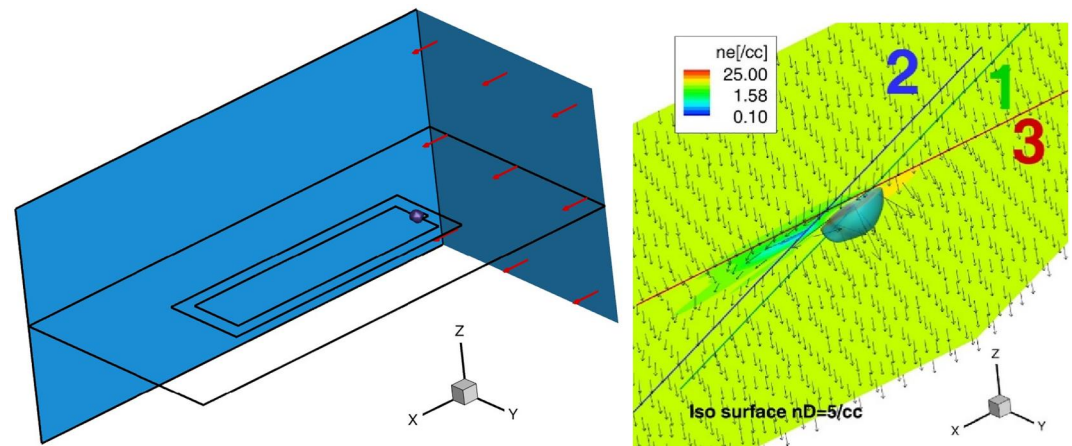 Z
X
Y
ne[/cc]
25.00
1.58
0.10
2
1
3
Iso surface nD=5/cc
Z
X
Y